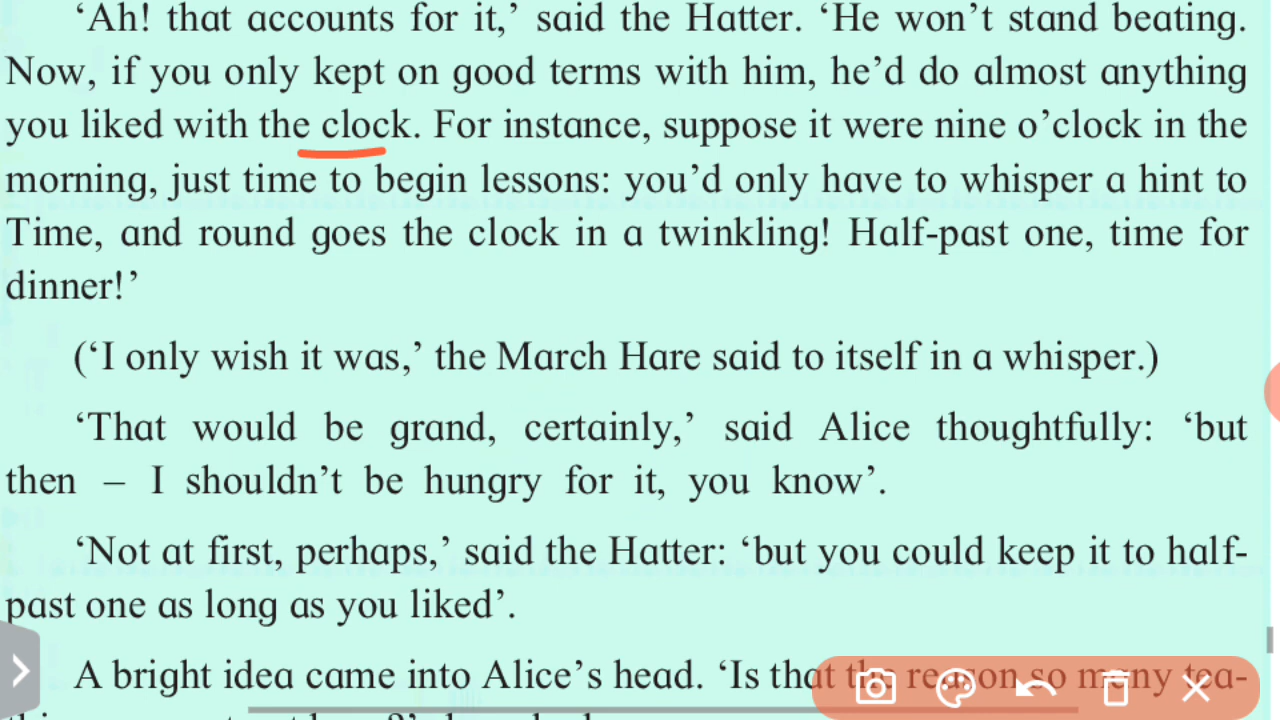 ‘Ah! that accounts for it,’ said the Hatter. ‘He won’t stand beating.
Now, if you only kept on good terms with him, he’d do almost anything
you liked with the clock. For instance, suppose it were nine o’clock in the
morning, just time to begin lessons: you’d only have to whisper a hint to
Time, and round goes the clock in a twinkling! Half-past one, time for
dinner!’
(‘I only wish it was,’ the March Hare said to itself in a whisper.)
‘That would be grand, certainly,’ said Alice thoughtfully: ‘but
then – I shouldn’t be hungry for it, you know’.
‘Not at first, perhaps,’ said the Hatter: ‘but you could keep it to half-
past one as long as you liked’.
A bright idea came into Alice’s head. ‘Is that the reason so many tea-